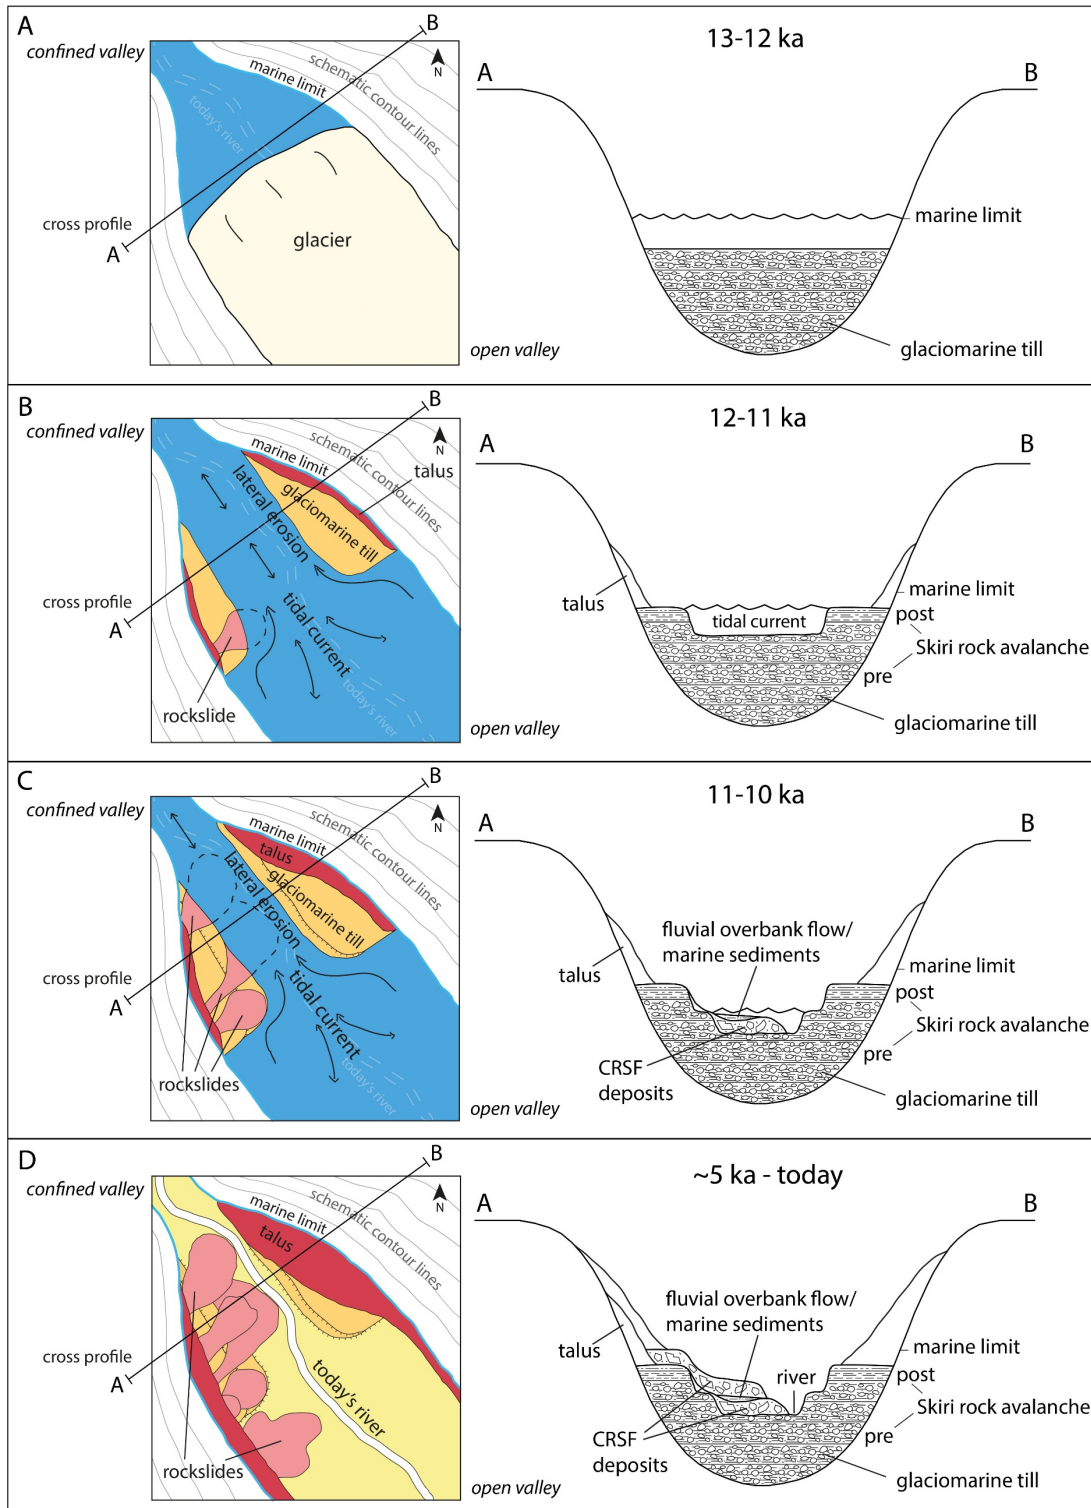 A
confined valley
B
N
marine limit
schematic contour lines
today's river
cross profile
A
glacier
open valley
13-12 ka
A
B
marine limit
glaciomarine till
B
confined valley
B
N
marine limit
schematic contour lines
talus
lateral erosion
glaciomarine till
cross profile
A
tidal current
today's river
rockslide
open valley
12-11 ka
A
B
talus
tidal current
marine limit
post
Skiri rock avalanche
pre
glaciomarine till
C
confined valley
B
N
marine limit
schematic contour lines
talus
lateral erosion
glaciomarine till
cross profile
A
tidal current
today's river
rockslides
open valley
11-10 ka
A
B
fluvial overbank flow/
marine sediments
talus
marine limit
post
Skiri rock avalanche
pre
CRSF
deposits
glaciomarine till
D
confined valley
B
N
marine limit
schematic contour lines
talus
cross profile
A
today's river
rockslides
open valley
~5 ka - today
A
B
fluvial overbank flow/
marine sediments
talus
river
marine limit
post
Skiri rock avalanche
pre
CRSF
deposits
glaciomarine till